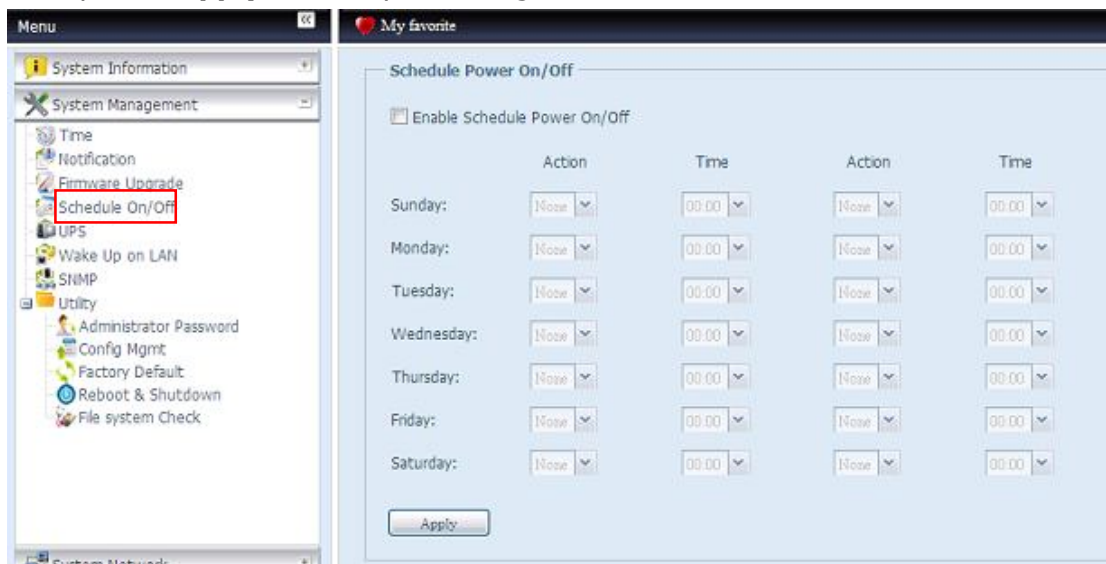 Menu
My favorite
System Information
System Management
Time
Notification
Firmware Upgrade
Schedule On/Off
UPS
Wake Up on LAN
SNMP
Utility
Administrator Password
Config Mgmt
Factory Default
Reboot & Shutdown
File system Check
System Network
Schedule Power On/Off
Enable Schedule Power On/Off
Action Time Action Time
Sunday: None 00:00 None 00:00
Monday: None 00:00 None 00:00
Tuesday: None 00:00 None 00:00
Wednesday: None 00:00 None 00:00
Thursday: None 00:00 None 00:00
Friday: None 00:00 None 00:00
Saturday: None 00:00 None 00:00
Apply